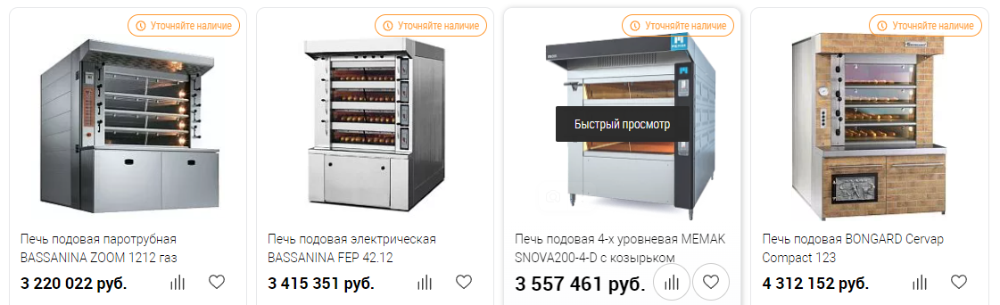 Уточняйте наличие
Уточняйте наличие
Уточняйте наличие
Уточняйте наличие
MEMAK
Быстрый просмотр
Печь подовая паротрубная
BASSANINA ZOOM 1212 газ
3 220 022 руб.
Печь подовая электрическая
BASSANINA FEP 42.12
3 415 351 руб.
Печь подовая 4-х уровневая MEMAK
SNOVA200-4-D с козырьком
3 557 461 руб.
Печь подовая BONGARD Cervap
Compact 123
4 312 152 руб.